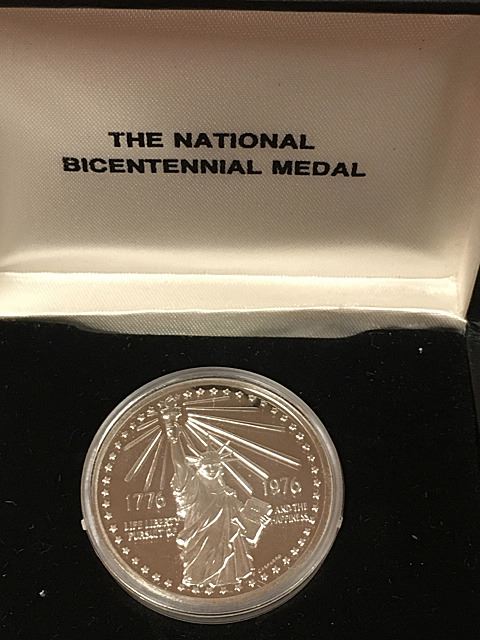 THE NATIONAL
BICENTENNIAL MEDAL
1776 1976
LIFE LIBERTY AND THE
PURSUIT OF HAPPINESS